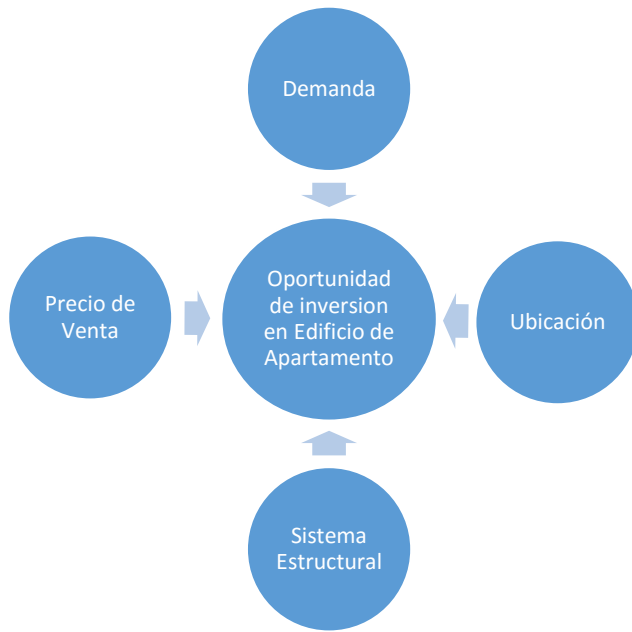 Demanda
Precio de
Venta
Oportunidad
de inversion
en Edificio de
Apartamento
Ubicación
Sistema
Estructural